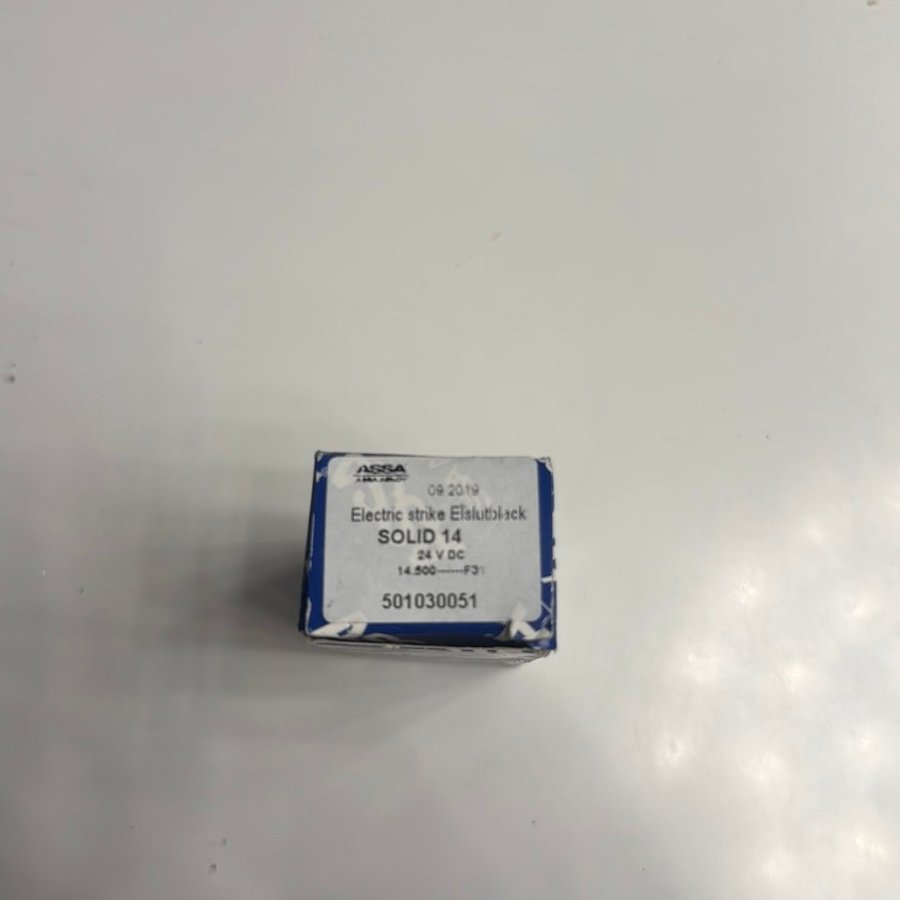 ASSA
09 2019
Electric strike Elslutbleck
SOLID 14
24 V DC
14.500------F31
501030051